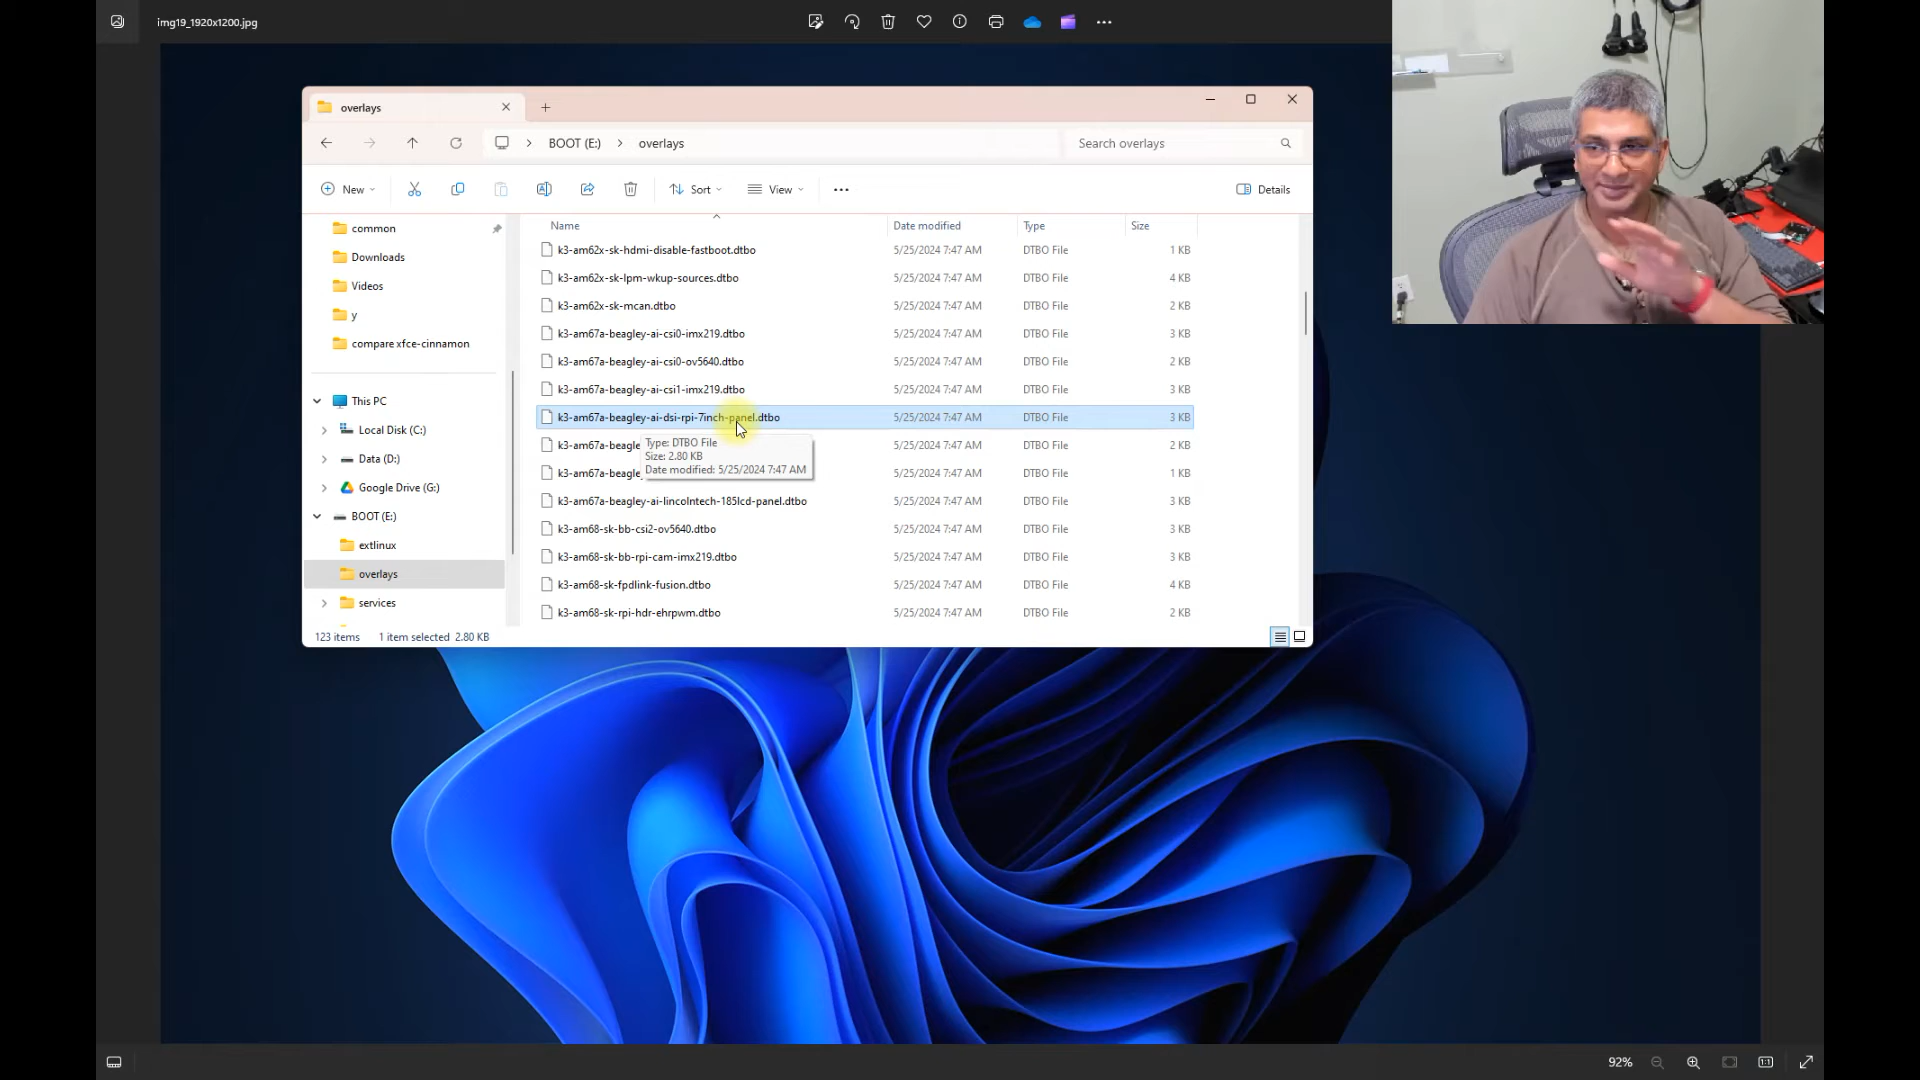 img19_1920x1200.jpg
overlays
BOOT (E:)
overlays
Search overlays
New
Sort
View
Details
common
Downloads
Videos
y
compare xfce-cinnamon
This PC
Local Disk (C:)
Data (D:)
Google Drive (G:)
BOOT (E:)
extlinux
overlays
services
Name Date modified Type Size
k3-am62x-sk-hdmi-disable-fastboot.dtbo 5/25/2024 7:47 AM DTBO File 1 KB
k3-am62x-sk-lpm-wkup-sources.dtbo 5/25/2024 7:47 AM DTBO File 4 KB
k3-am62x-sk-mcan.dtbo 5/25/2024 7:47 AM DTBO File 2 KB
k3-am67a-beagley-ai-csi0-imx219.dtbo 5/25/2024 7:47 AM DTBO File 3 KB
k3-am67a-beagley-ai-csi0-ov5640.dtbo 5/25/2024 7:47 AM DTBO File 2 KB
k3-am67a-beagley-ai-csi1-imx219.dtbo 5/25/2024 7:47 AM DTBO File 3 KB
k3-am67a-beagley-ai-dsi-rpi-7inch-panel.dtbo 5/25/2024 7:47 AM DTBO File 3 KB
k3-am67a-beagle 5/25/2024 7:47 AM DTBO File 2 KB
k3-am67a-beagley 5/25/2024 7:47 AM DTBO File 1 KB
Type: DTBO File
Size: 2.80 KB
Date modified: 5/25/2024 7:47 AM
k3-am67a-beagley-ai-lincolntech-185lcd-panel.dtbo 5/25/2024 7:47 AM DTBO File 3 KB
k3-am68-sk-bb-csi2-ov5640.dtbo 5/25/2024 7:47 AM DTBO File 2 KB
k3-am68-sk-bb-rpi-cam-imx219.dtbo 5/25/2024 7:47 AM DTBO File 3 KB
k3-am68-sk-fpdlink-fusion.dtbo 5/25/2024 7:47 AM DTBO File 4 KB
k3-am68-sk-rpi-hdr-ehrpwm.dtbo 5/25/2024 7:47 AM DTBO File 2 KB
123 items 1 item selected 2.80 KB
92%